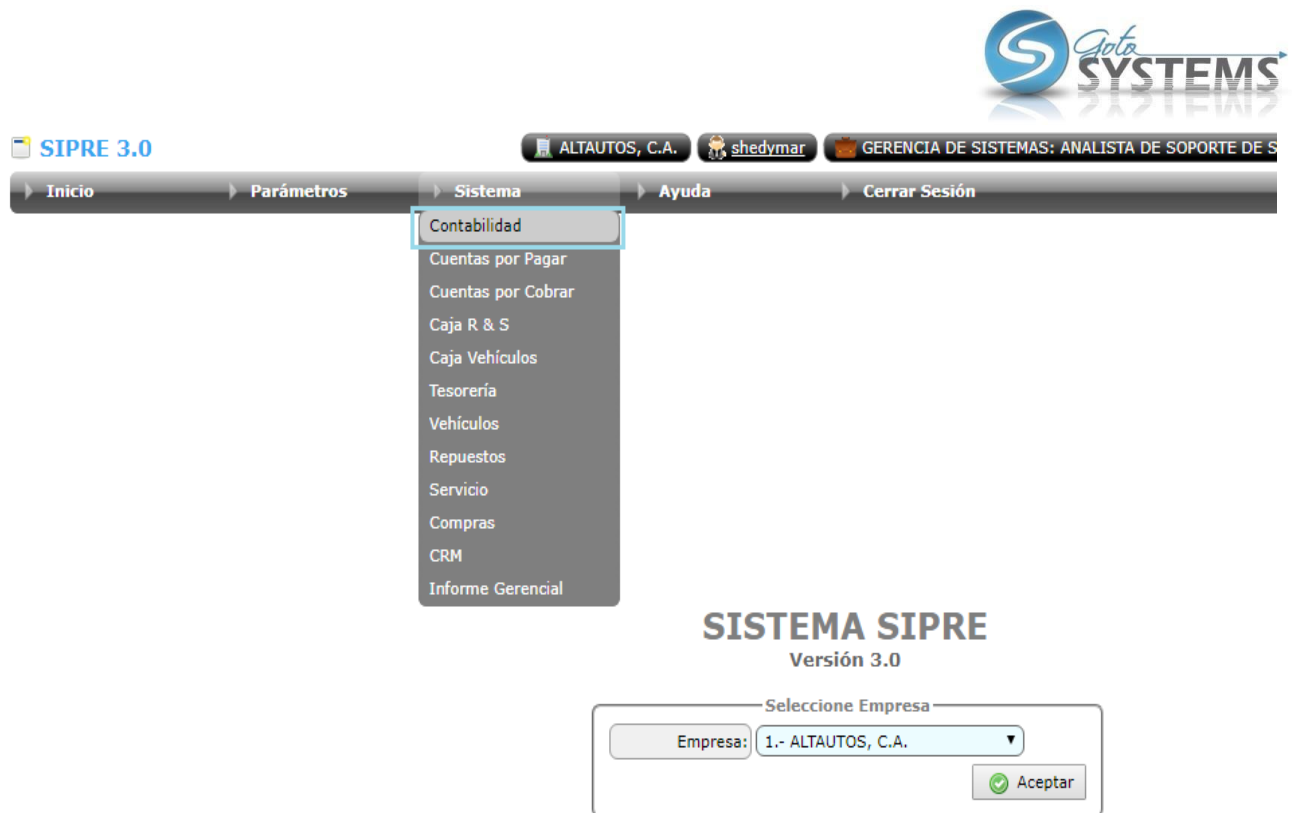 Goto
SYSTEMS
SIPRE 3.0
ALTAUTOS, C.A.
shedymar
GERENCIA DE SISTEMAS: ANALISTA DE SOPORTE DE S
Inicio
Parámetros
Sistema
Ayuda
Cerrar Sesión
Contabilidad
Cuentas por Pagar
Cuentas por Cobrar
Caja R & S
Caja Vehículos
Tesorería
Vehículos
Repuestos
Servicio
Compras
CRM
Informe Gerencial
SISTEMA SIPRE
Versión 3.0
Seleccione Empresa
Empresa: 1.- ALTAUTOS, C.A.
Aceptar